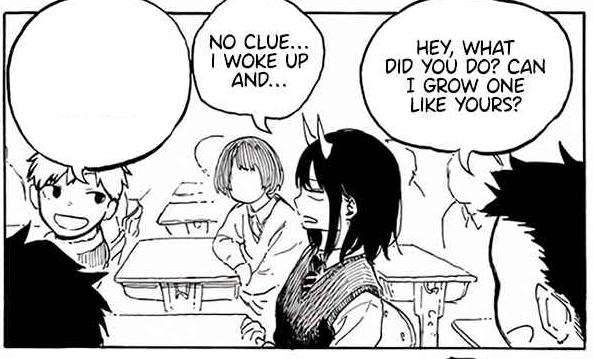 HEY, WHAT
DID YOU DO? CAN
I GROW ONE
LIKE YOURS?
NO CLUE...
I WOKE UP
AND...